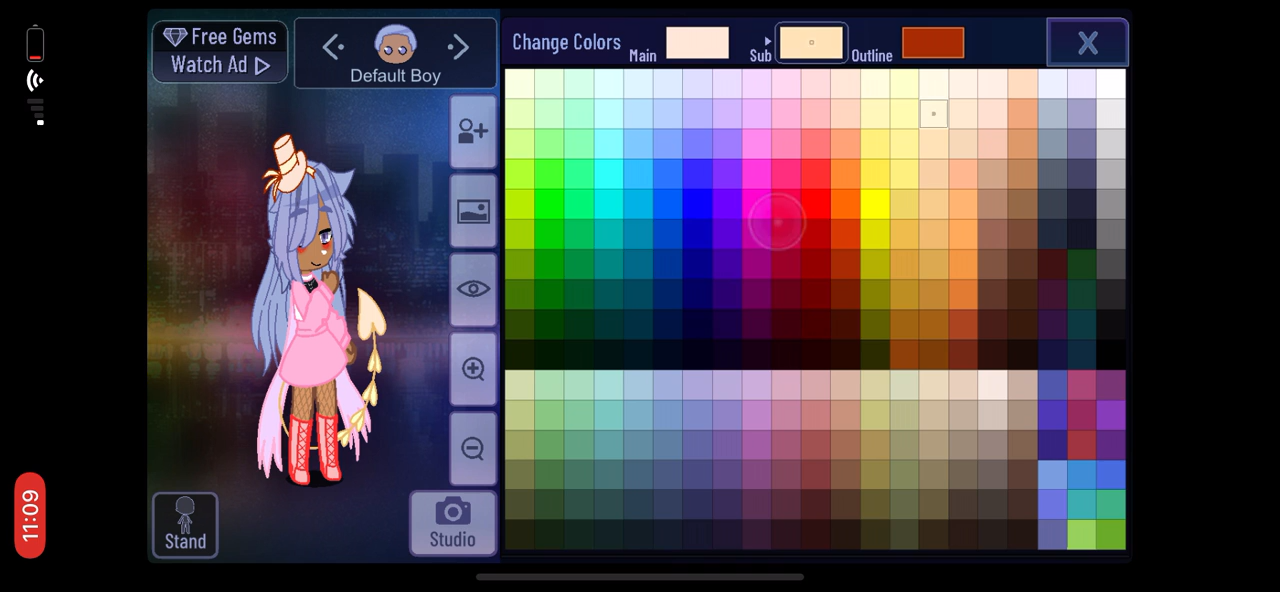 Free Gems
Watch Ad
Default Boy
Change Colors
Main
Sub
Outline
X
Stand
Studio
11:09